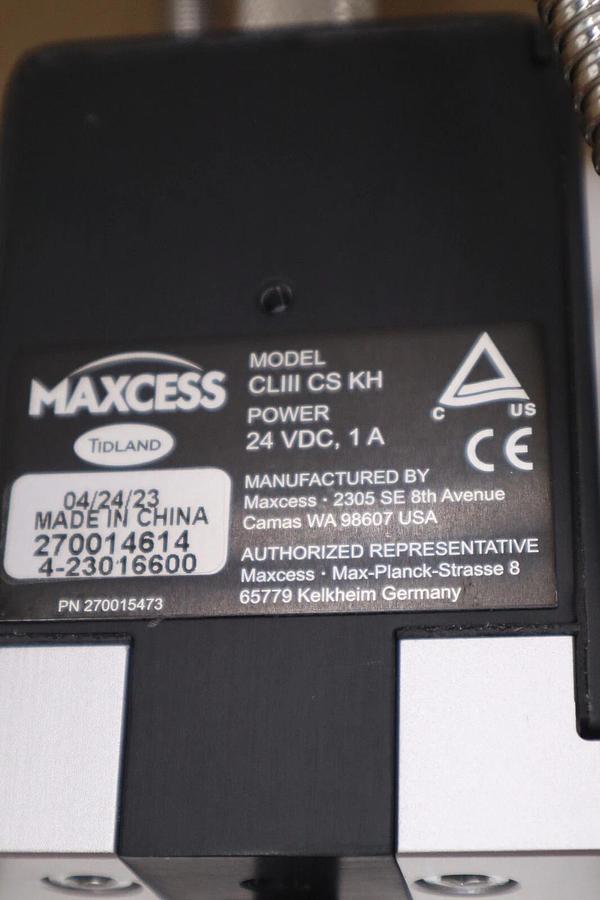 MAXCESS
TIDLAND
04/24/23
MADE IN CHINA
270014614
4-23016600
PN 270015473
MODEL
CLIII CS KH
POWER
24 VDC, 1 A
MANUFACTURED BY
Maxcess · 2305 SE 8th Avenue
Camas WA 98607 USA
AUTHORIZED REPRESENTATIVE
Maxcess · Max-Planck-Strasse 8
65779 Kelkheim Germany
C US
CE